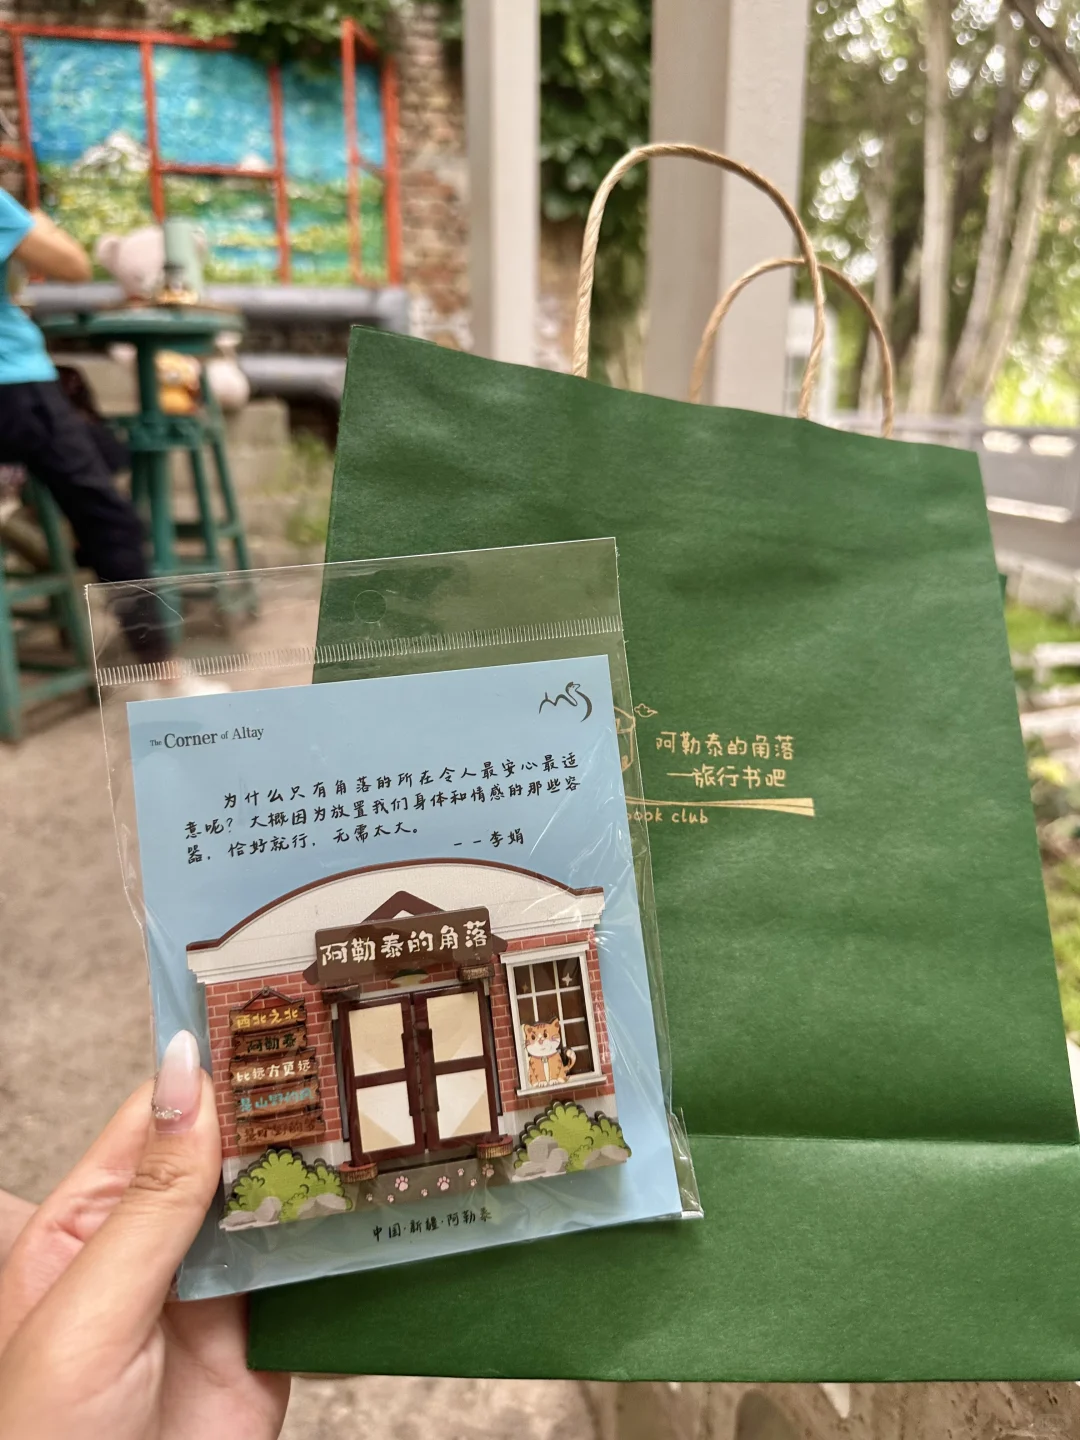 The Corner of Altay
为什么只有角落的所在令人最安心最适
意呢？大概因为放置我们身体和情感的那些容
器，恰好就行，无需太大。
--李娟
阿勒泰的角落
西北之北
阿勒泰
比远方更远
中国·新疆·阿勒泰
阿勒泰的角落
一旅行书吧
book club